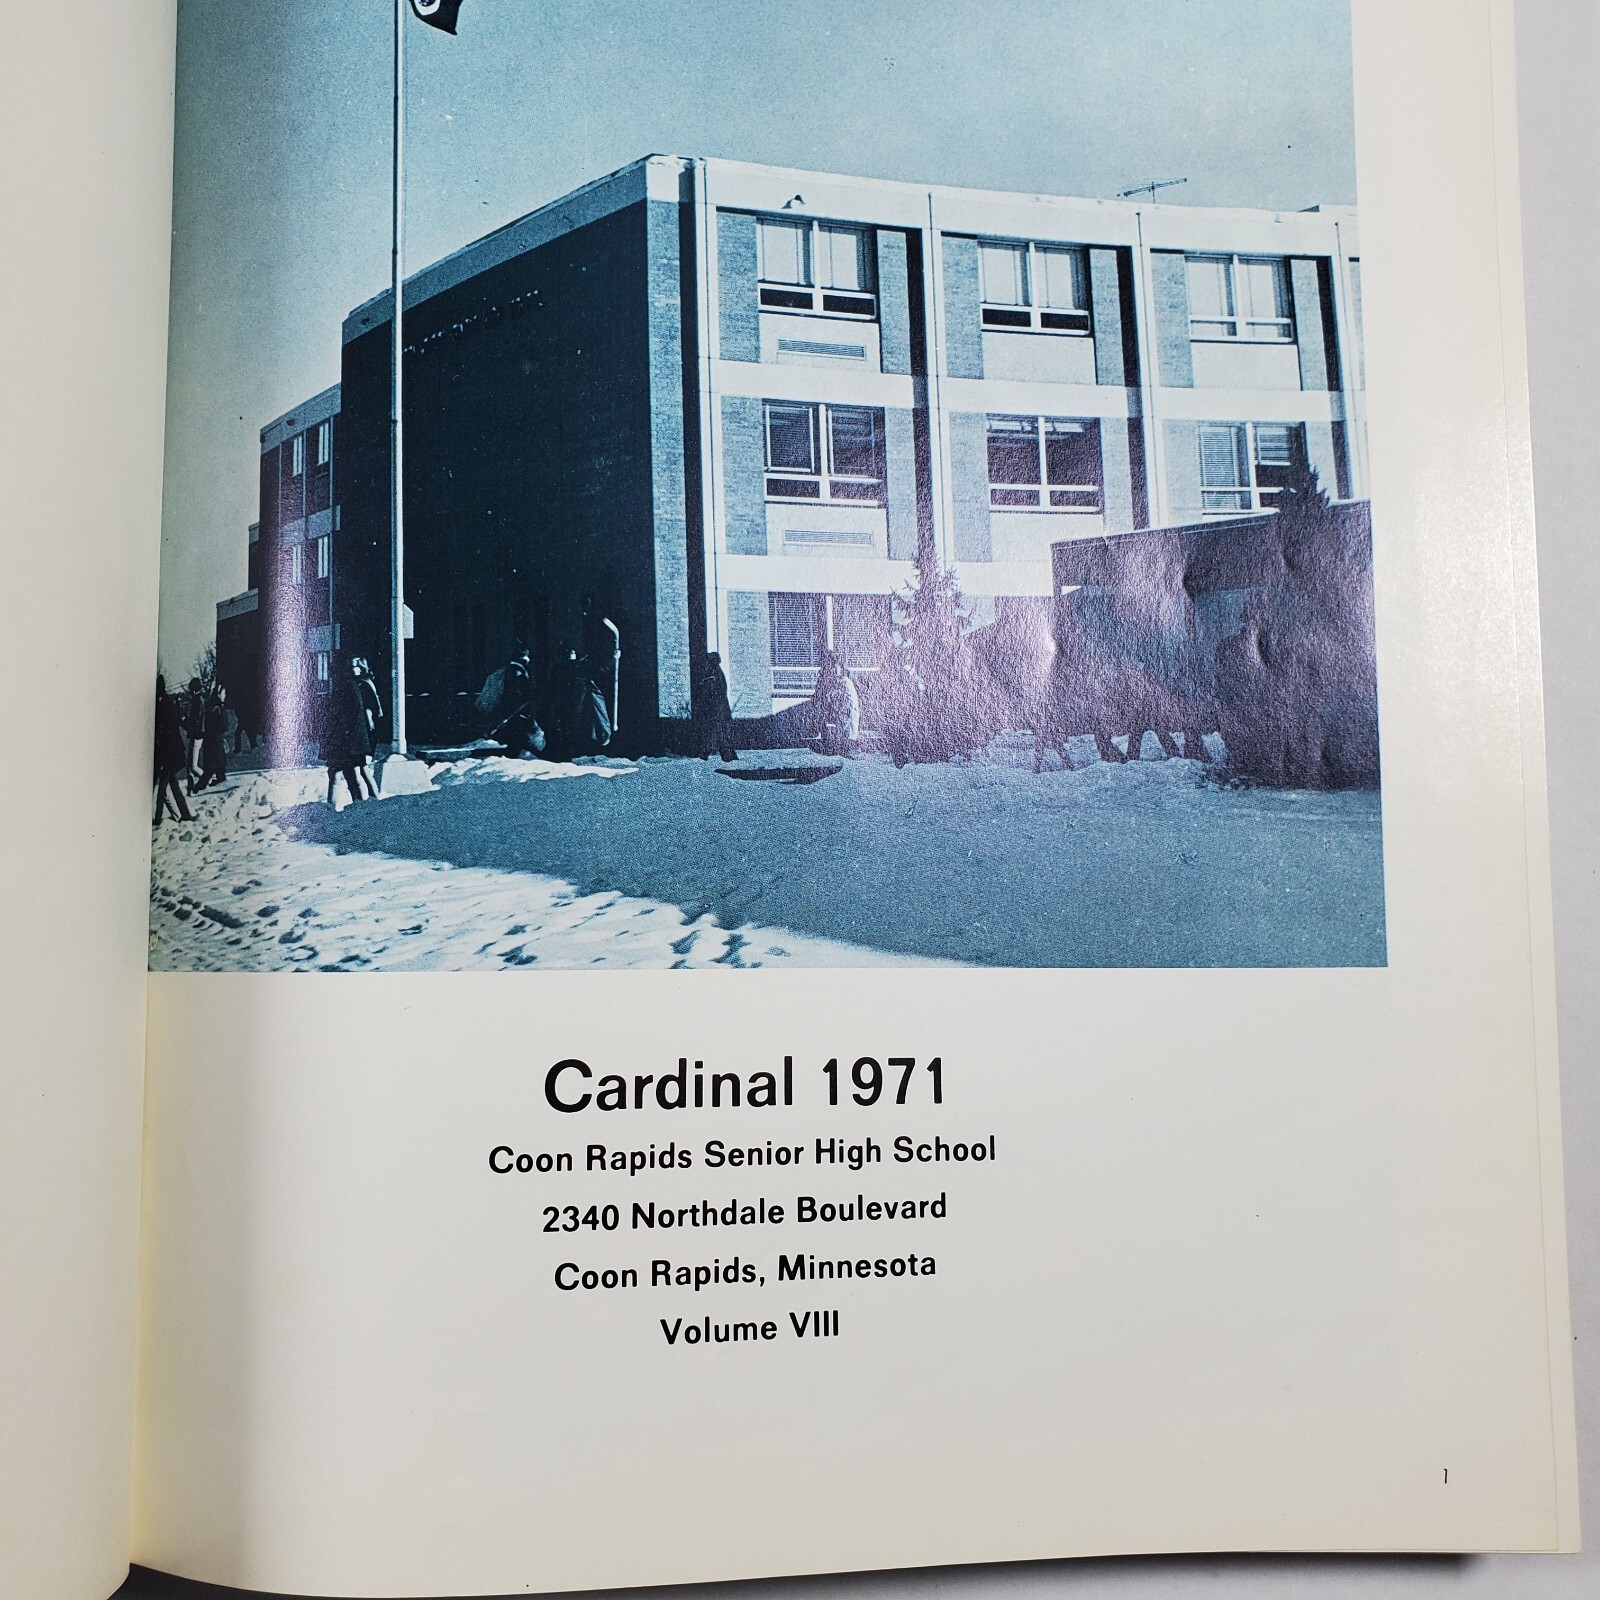 Cardinal 1971
Coon Rapids Senior High School
2340 Northdale Boulevard
Coon Rapids, Minnesota
Volume VIII
1